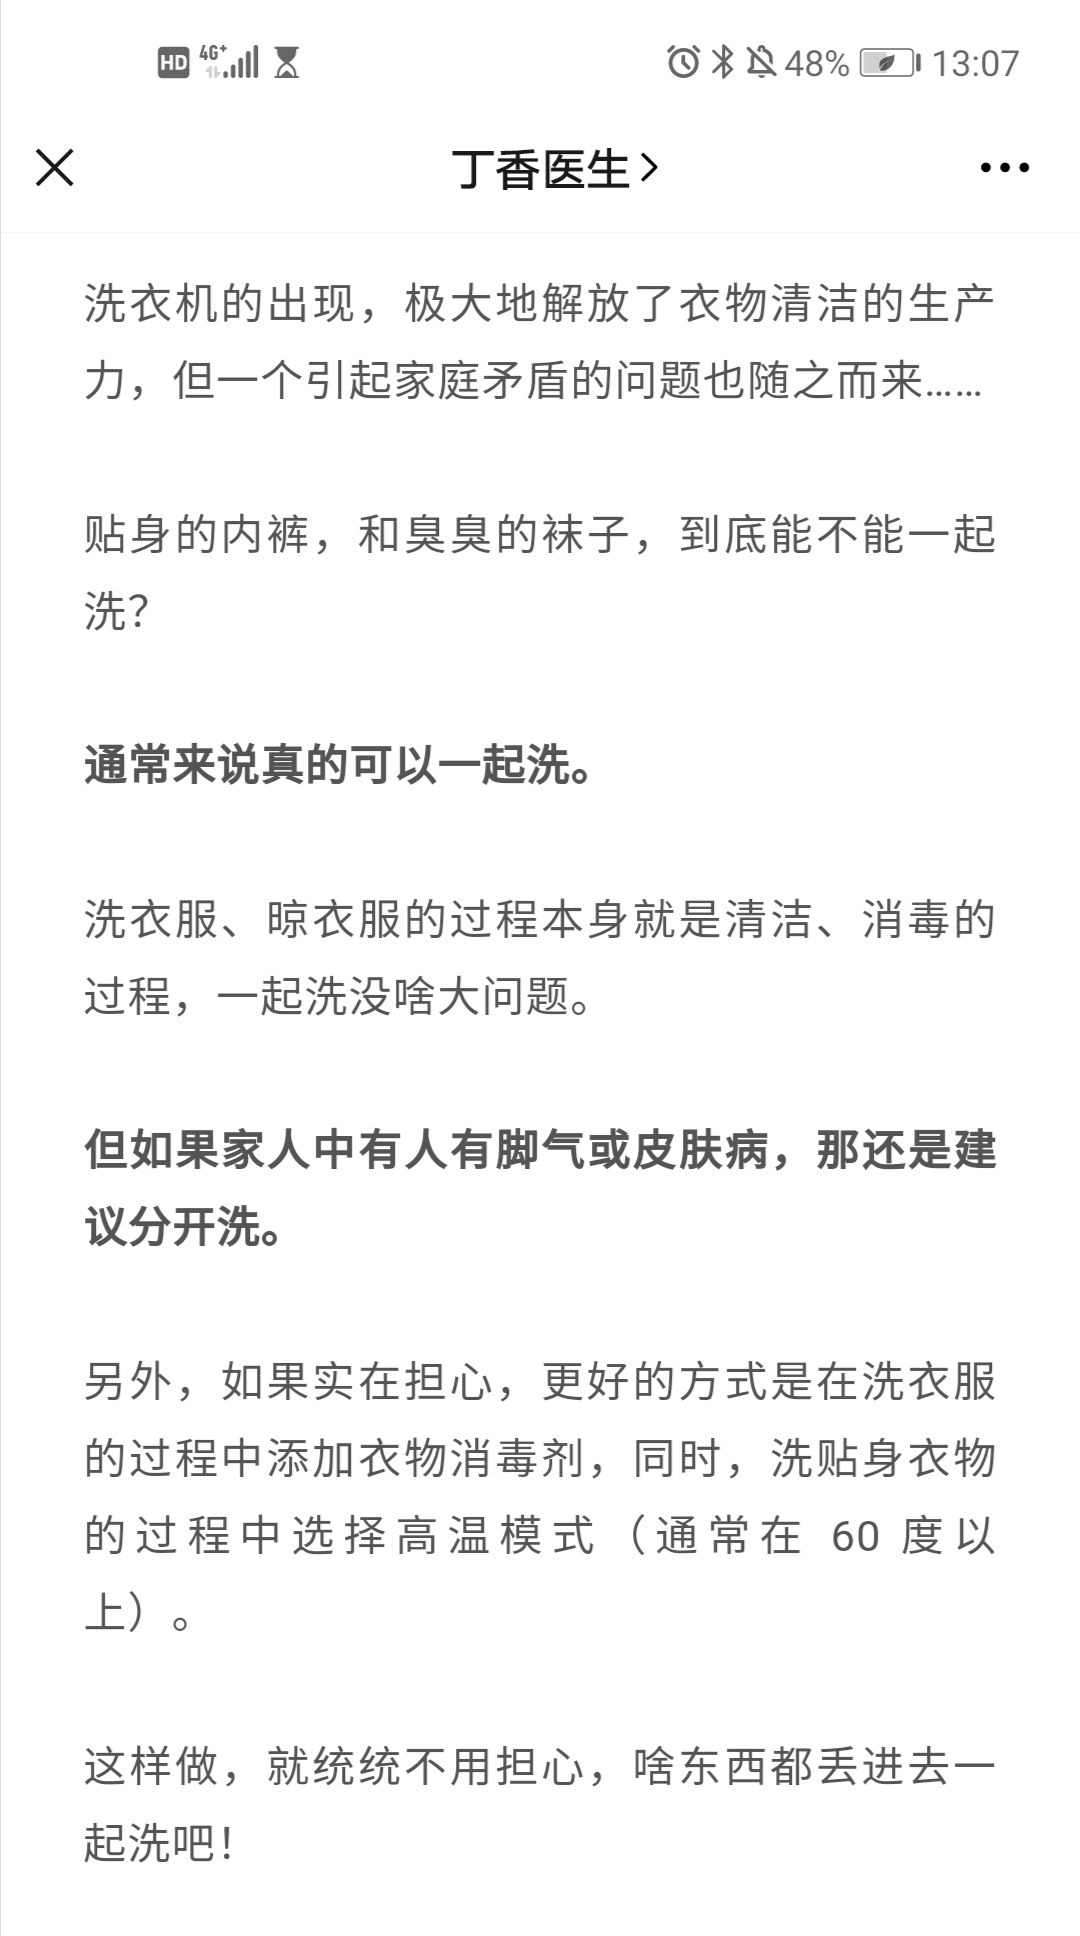 HD 4G+ 48% 13:07
丁香医生
洗衣机的出现，极大地解放了衣物清洁的生产
力，但一个引起家庭矛盾的问题也随之而来……
贴身的内裤，和臭臭的袜子，到底能不能一起
洗？
通常来说真的可以一起洗。
洗衣服、晾衣服的过程本身就是清洁、消毒的
过程，一起洗没啥大问题。
但如果家人中有人有脚气或皮肤病，那还是建
议分开洗。
另外，如果实在担心，更好的方式是在洗衣服
的过程中添加衣物消毒剂，同时，洗贴身衣物
的过程中选择高温模式（通常在 60 度以
上）。
这样做，就统统不用担心，啥东西都丢进去一
起洗吧！